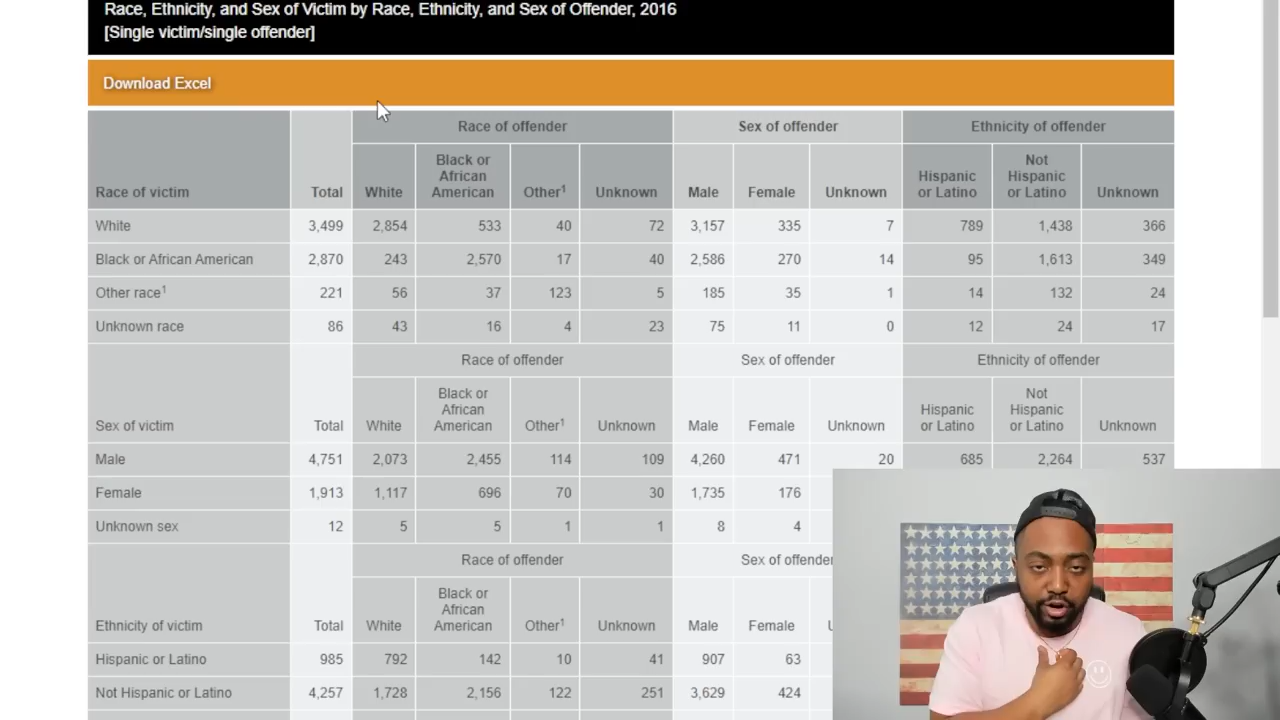 Race, Ethnicity, and Sex of Victim by Race, Ethnicity, and Sex of Offender, 2016
[Single victim/single offender]
Download Excel
Race of victim Total Race of offender Sex of offender Ethnicity of offender
White Black or African American Other¹ Unknown Male Female Unknown Hispanic or Latino Not Hispanic or Latino Unknown
White 3,499 2,854 533 40 72 3,157 335 7 789 1,438 366
Black or African American 2,870 243 2,570 17 40 2,586 270 14 95 1,613 349
Other race¹ 221 56 37 123 5 185 35 1 14 132 24
Unknown race 86 43 16 4 23 75 11 0 12 24 17
Sex of victim Total Race of offender Sex of offender Ethnicity of offender
White Black or African American Other¹ Unknown Male Female Unknown Hispanic or Latino Not Hispanic or Latino Unknown
Male 4,751 2,073 2,455 114 109 4,260 471 20 685 2,264 537
Female 1,913 1,117 696 70 30 1,735 176
Unknown sex 12 5 5 1 1 8 4
Ethnicity of victim Total Race of offender Sex of offender
White Black or African American Other¹ Unknown Male Female
Hispanic or Latino 985 792 142 10 41 907 63
Not Hispanic or Latino 4,257 1,728 2,156 122 251 3,629 424